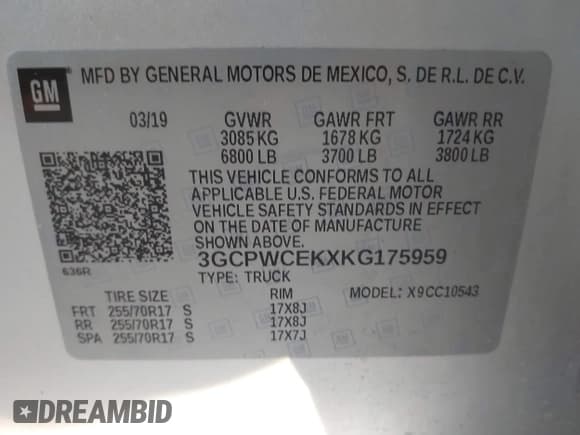 GM
MFD BY GENERAL MOTORS DE MEXICO, S. DE R.L. DE C.V.
03/19 GVWR GAWR FRT GAWR RR
3085 KG 1678 KG 1724 KG
6800 LB 3700 LB 3800 LB
THIS VEHICLE CONFORMS TO ALL
APPLICABLE U.S. FEDERAL MOTOR
VEHICLE SAFETY STANDARDS IN EFFECT
ON THE DATE OF MANUFACTURE
SHOWN ABOVE.
636R
3GCPWCEKXKG175959
TYPE: TRUCK
TIRE SIZE RIM MODEL: X9CC10543
FRT 255/70R17 S 17X8J
RR 255/70R17 S 17X8J
SPA 255/70R17 S 17X7J
DREAMBID